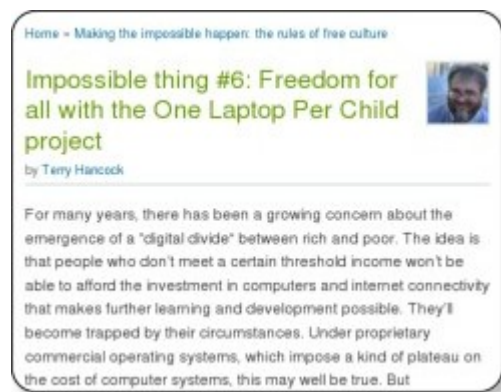 Home » Making the impossible happen: the rules of free culture
Impossible thing #6: Freedom for
all with the One Laptop Per Child
project
by Terry Hancock
For many years, there has been a growing concern about the
emergence of a "digital divide" between rich and poor. The idea is
that people who don't meet a certain threshold income won't be
able to afford the investment in computers and internet connectivity
that makes further learning and development possible. They'll
become trapped by their circumstances. Under proprietary
commercial operating systems, which impose a kind of plateau on
the cost of computer systems, this may well be true. But